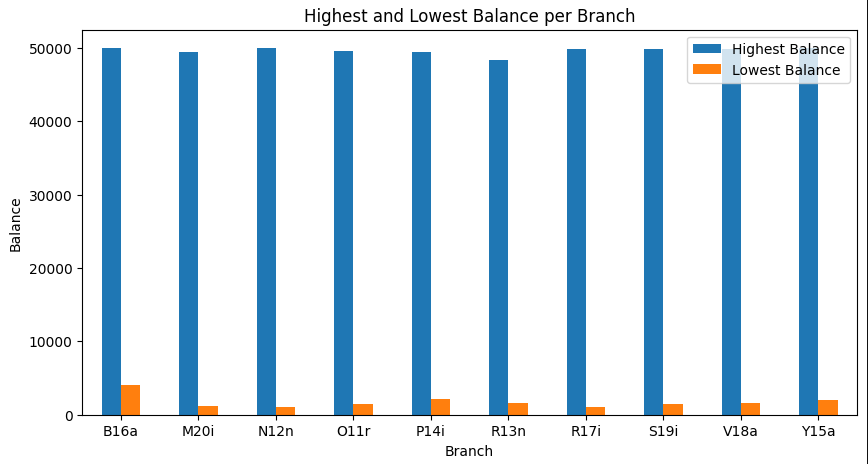 Highest and Lowest Balance per Branch
Highest Balance
Lowest Balance
50000
40000
30000
20000
10000
0
Balance
B16a M20i N12n O11r P14i R13n R17i S19i V18a Y15a
Branch